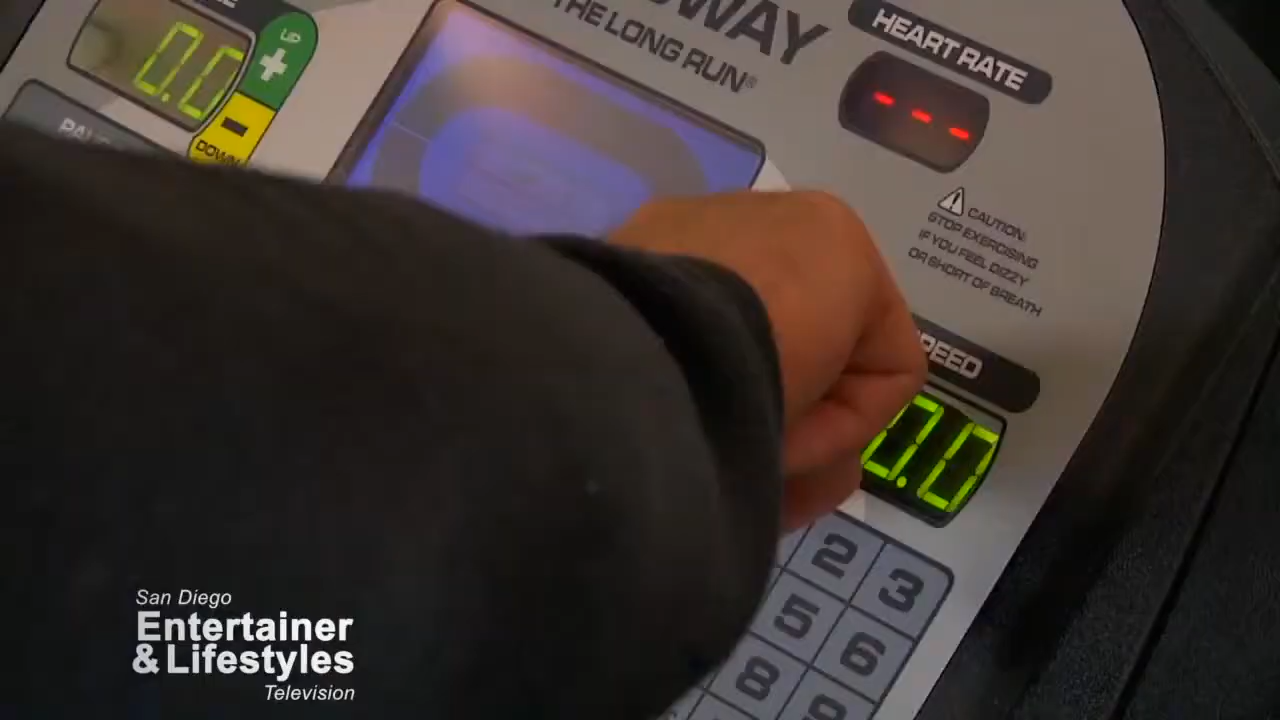 THE LONG RUN®
HEART RATE
UP
+
0.0
-
DOWN
- - -
CAUTION:
STOP EXERCISING
IF YOU FEEL DIZZY
OR SHORT OF BREATH
0.0
2
3
5
6
8
9
San Diego
Entertainer
& Lifestyles
Television